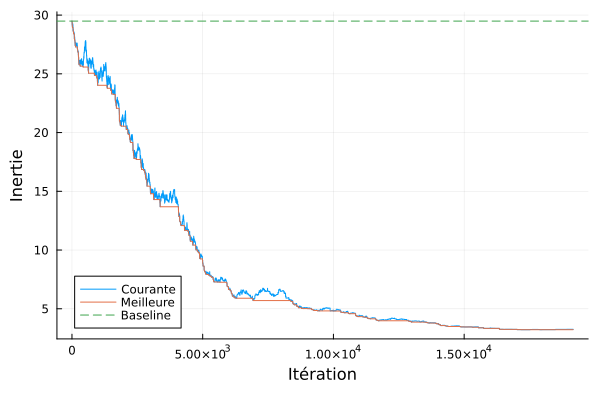 30
25
20
15
10
5
Inertie
Courante
Meilleure
Baseline
0
5.00×10³
1.00×10⁴
1.50×10⁴
Itération